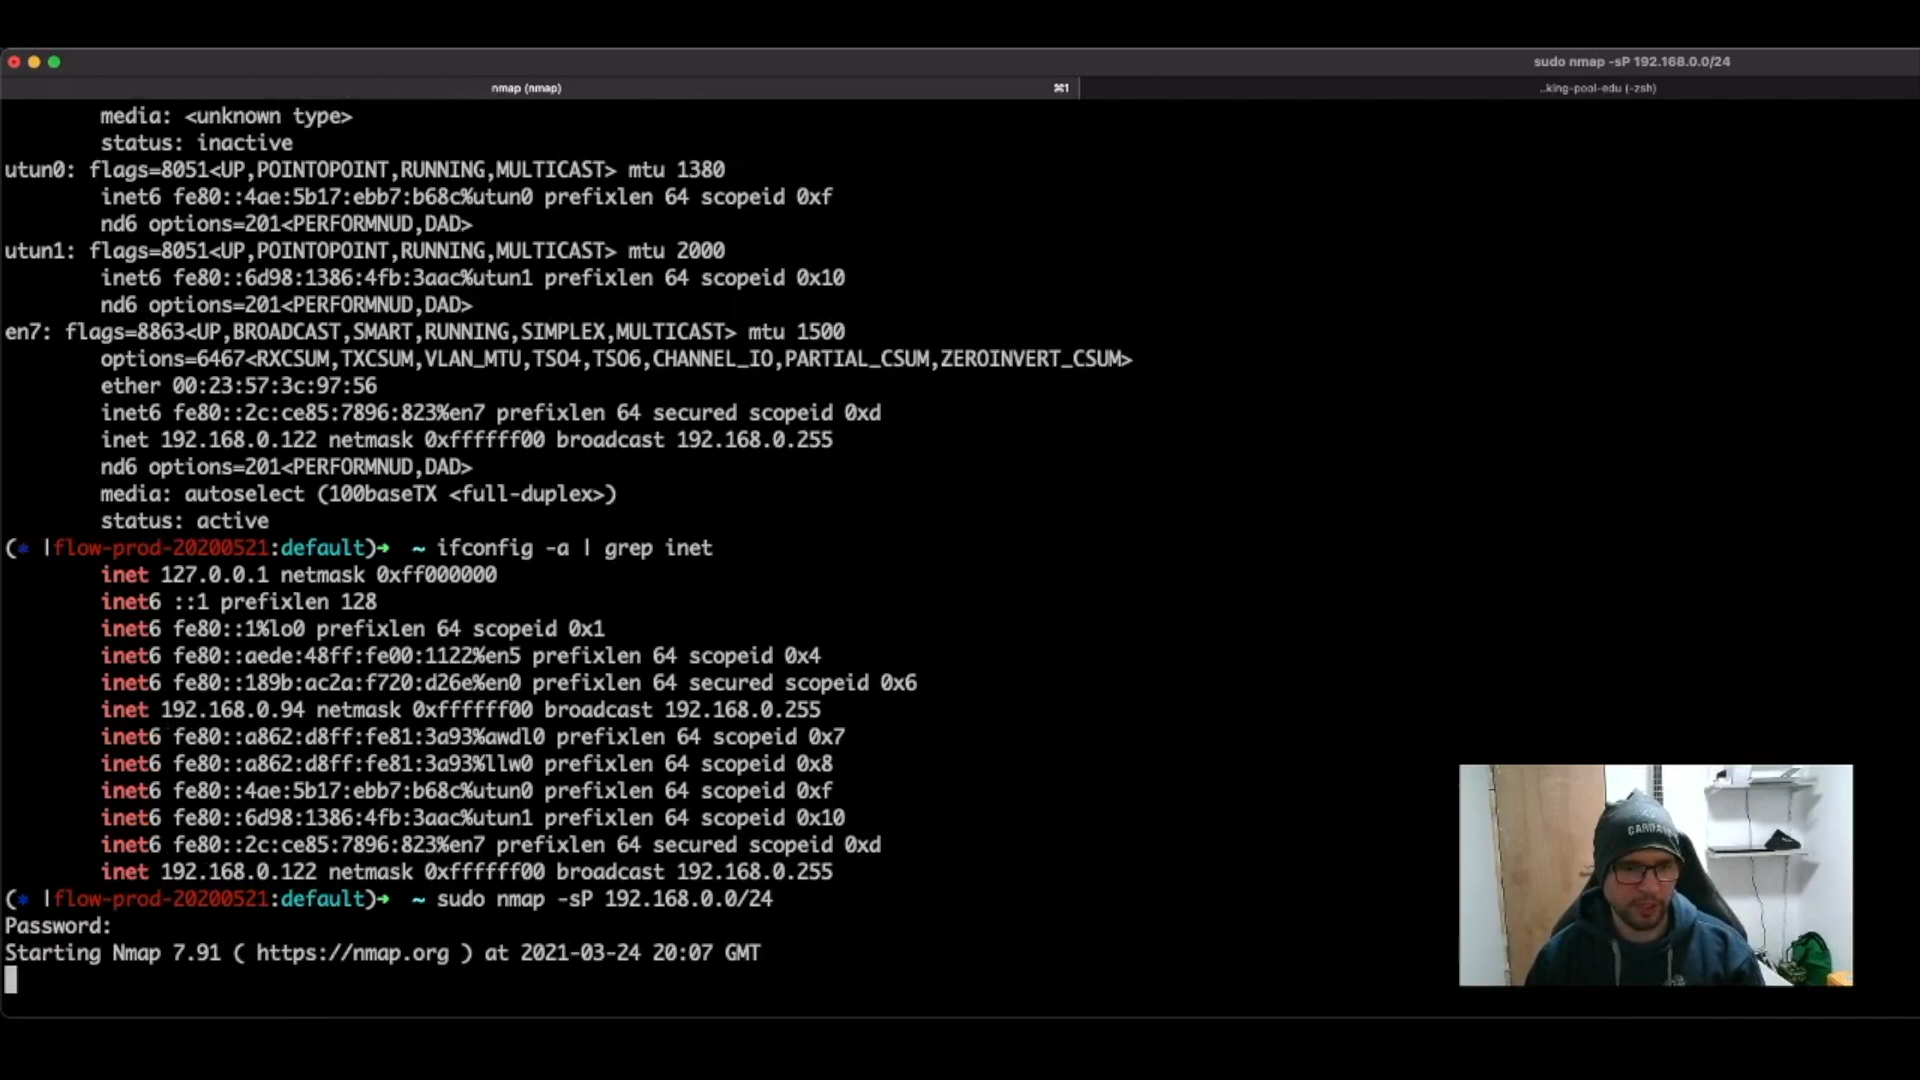 sudo nmap -sP 192.168.0.0/24
nmap (nmap) ⌘1 ..king-pool-edu (-zsh)
media: <unknown type>
status: inactive
utun0: flags=8051<UP,POINTOPOINT,RUNNING,MULTICAST> mtu 1380
inet6 fe80::4ae:5b17:ebb7:b68c%utun0 prefixlen 64 scopeid 0xf
nd6 options=201<PERFORMNUD,DAD>
utun1: flags=8051<UP,POINTOPOINT,RUNNING,MULTICAST> mtu 2000
inet6 fe80::6d98:1386:4fb:3aac%utun1 prefixlen 64 scopeid 0x10
nd6 options=201<PERFORMNUD,DAD>
en7: flags=8863<UP,BROADCAST,SMART,RUNNING,SIMPLEX,MULTICAST> mtu 1500
options=6467<RXCSUM,TXCSUM,VLAN_MTU,TSO4,TSO6,CHANNEL_IO,PARTIAL_CSUM,ZEROINVERT_CSUM>
ether 00:23:57:3c:97:56
inet6 fe80::2c:ce85:7896:823%en7 prefixlen 64 secured scopeid 0xd
inet 192.168.0.122 netmask 0xffffff00 broadcast 192.168.0.255
nd6 options=201<PERFORMNUD,DAD>
media: autoselect (100baseTX <full-duplex>)
status: active
(* |flow-prod-20200521:default)➜ ~ ifconfig -a | grep inet
inet 127.0.0.1 netmask 0xff000000
inet6 ::1 prefixlen 128
inet6 fe80::1%lo0 prefixlen 64 scopeid 0x1
inet6 fe80::aede:48ff:fe00:1122%en5 prefixlen 64 scopeid 0x4
inet6 fe80::189b:ac2a:f720:d26e%en0 prefixlen 64 secured scopeid 0x6
inet 192.168.0.94 netmask 0xffffff00 broadcast 192.168.0.255
inet6 fe80::a862:d8ff:fe81:3a93%awdl0 prefixlen 64 scopeid 0x7
inet6 fe80::a862:d8ff:fe81:3a93%llw0 prefixlen 64 scopeid 0x8
inet6 fe80::4ae:5b17:ebb7:b68c%utun0 prefixlen 64 scopeid 0xf
inet6 fe80::6d98:1386:4fb:3aac%utun1 prefixlen 64 scopeid 0x10
inet6 fe80::2c:ce85:7896:823%en7 prefixlen 64 secured scopeid 0xd
inet 192.168.0.122 netmask 0xffffff00 broadcast 192.168.0.255
(* |flow-prod-20200521:default)➜ ~ sudo nmap -sP 192.168.0.0/24
Password:
Starting Nmap 7.91 ( https://nmap.org ) at 2021-03-24 20:07 GMT